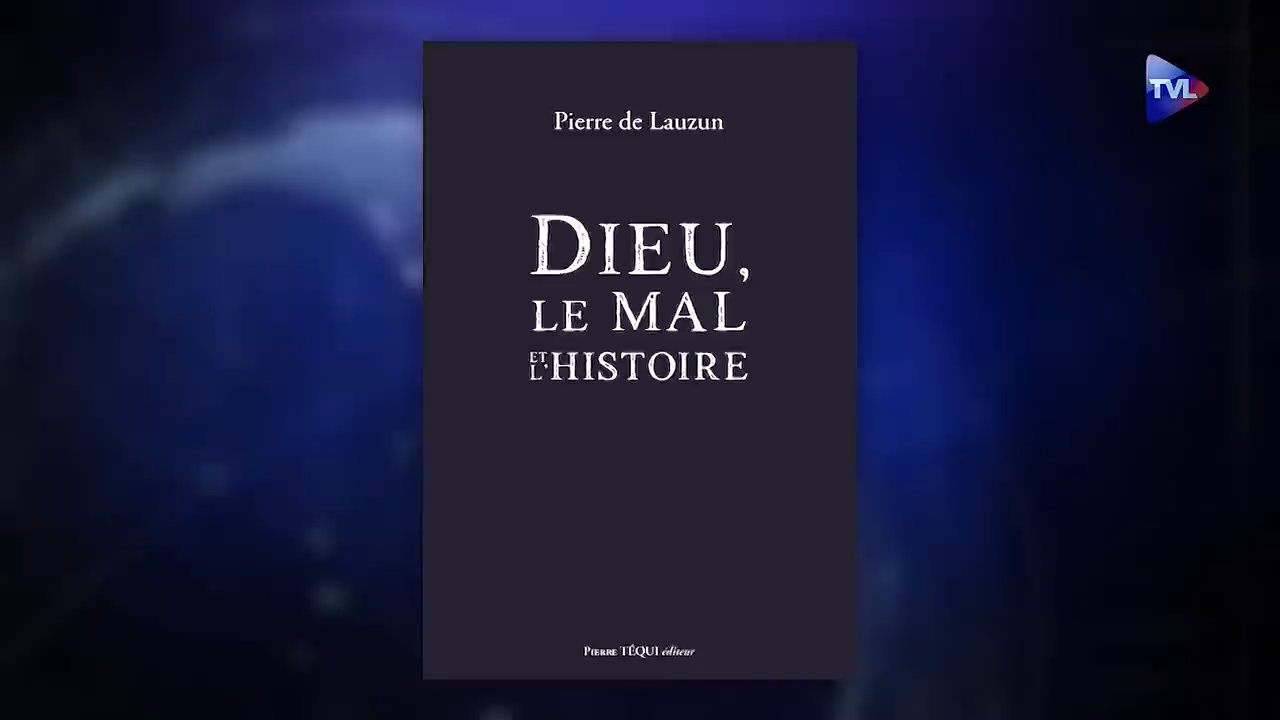 TVL
Pierre de Lauzun
DIEU,
LE MAL
ET L'HISTOIRE
PIERRE TÉQUI éditeur